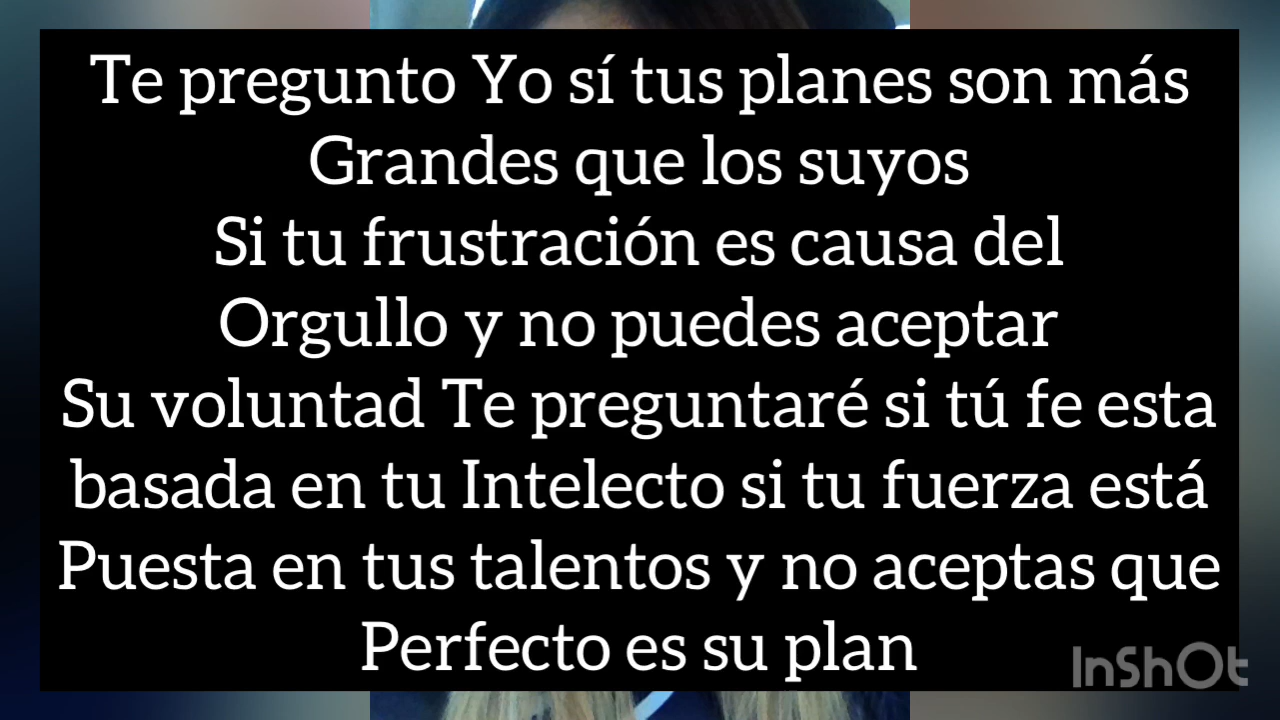 Te pregunto Yo sí tus planes son más
Grandes que los suyos
Si tu frustración es causa del
Orgullo y no puedes aceptar
Su voluntad Te preguntaré si tú fe esta
basada en tu Intelecto si tu fuerza está
Puesta en tus talentos y no aceptas que
Perfecto es su plan
InShOt